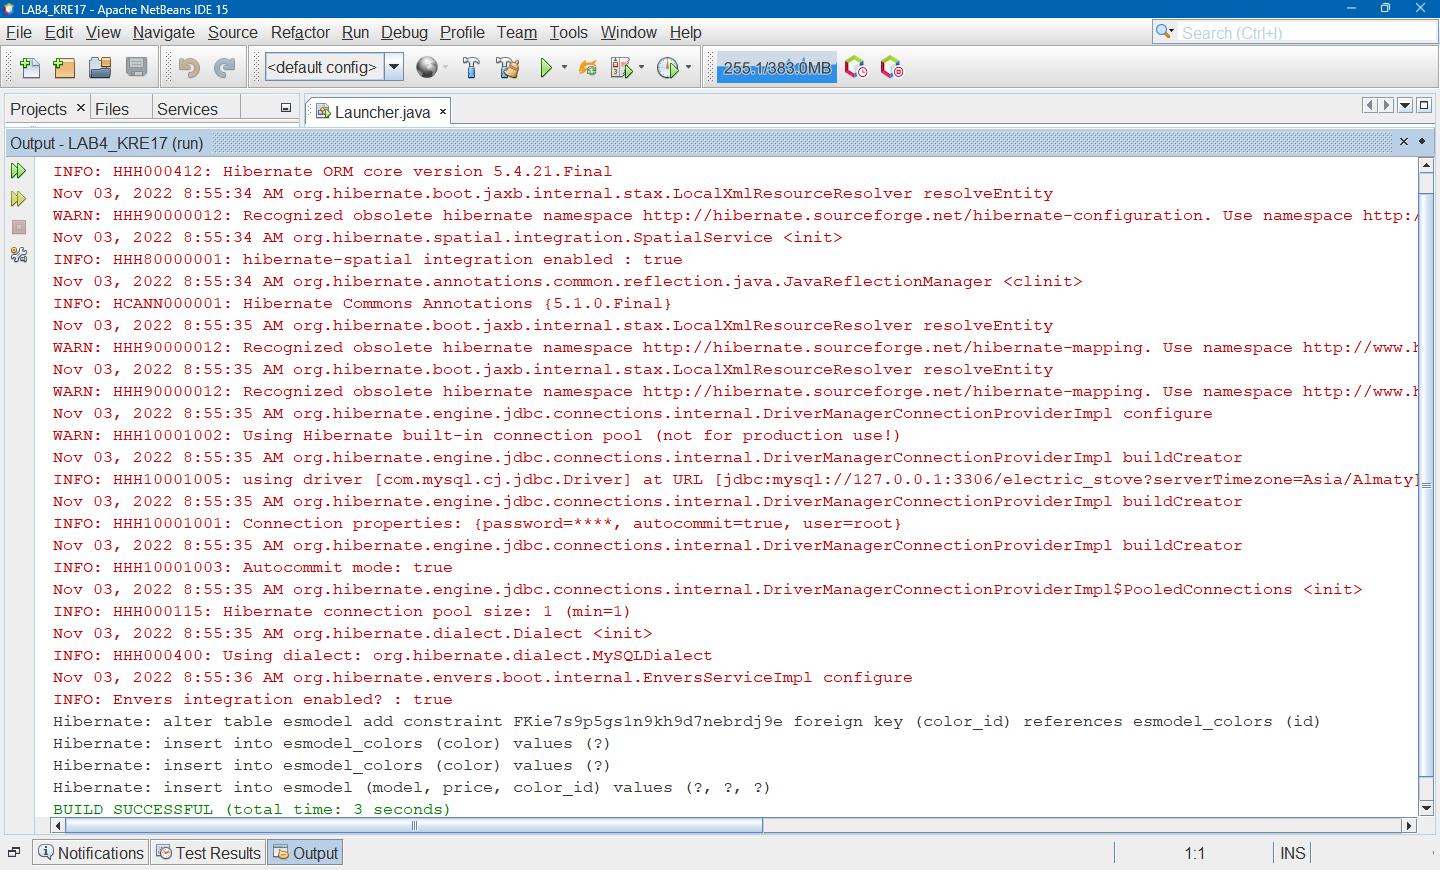 LAB4_KRE17 - Apache NetBeans IDE 15
File Edit View Navigate Source Refactor Run Debug Profile Team Tools Window Help
Search (Ctrl+I)
<default config>
255.1/383.0MB
Projects Files Services
Launcher.java
Output - LAB4_KRE17 (run)
INFO: HHH000412: Hibernate ORM core version 5.4.21.Final
Nov 03, 2022 8:55:34 AM org.hibernate.boot.jaxb.internal.stax.LocalXmlResourceResolver resolveEntity
WARN: HHH90000012: Recognized obsolete hibernate namespace http://hibernate.sourceforge.net/hibernate-configuration. Use namespace http:/
Nov 03, 2022 8:55:34 AM org.hibernate.spatial.integration.SpatialService <init>
INFO: HHH80000001: hibernate-spatial integration enabled : true
Nov 03, 2022 8:55:34 AM org.hibernate.annotations.common.reflection.java.JavaReflectionManager <clinit>
INFO: HCANN000001: Hibernate Commons Annotations {5.1.0.Final}
Nov 03, 2022 8:55:35 AM org.hibernate.boot.jaxb.internal.stax.LocalXmlResourceResolver resolveEntity
WARN: HHH90000012: Recognized obsolete hibernate namespace http://hibernate.sourceforge.net/hibernate-mapping. Use namespace http://www.h
Nov 03, 2022 8:55:35 AM org.hibernate.boot.jaxb.internal.stax.LocalXmlResourceResolver resolveEntity
WARN: HHH90000012: Recognized obsolete hibernate namespace http://hibernate.sourceforge.net/hibernate-mapping. Use namespace http://www.h
Nov 03, 2022 8:55:35 AM org.hibernate.engine.jdbc.connections.internal.DriverManagerConnectionProviderImpl configure
WARN: HHH10001002: Using Hibernate built-in connection pool (not for production use!)
Nov 03, 2022 8:55:35 AM org.hibernate.engine.jdbc.connections.internal.DriverManagerConnectionProviderImpl buildCreator
INFO: HHH10001005: using driver [com.mysql.cj.jdbc.Driver] at URL [jdbc:mysql://127.0.0.1:3306/electric_stove?serverTimezone=Asia/Almaty]
Nov 03, 2022 8:55:35 AM org.hibernate.engine.jdbc.connections.internal.DriverManagerConnectionProviderImpl buildCreator
INFO: HHH10001001: Connection properties: {password=****, autocommit=true, user=root}
Nov 03, 2022 8:55:35 AM org.hibernate.engine.jdbc.connections.internal.DriverManagerConnectionProviderImpl buildCreator
INFO: HHH10001003: Autocommit mode: true
Nov 03, 2022 8:55:35 AM org.hibernate.engine.jdbc.connections.internal.DriverManagerConnectionProviderImpl$PooledConnections <init>
INFO: HHH000115: Hibernate connection pool size: 1 (min=1)
Nov 03, 2022 8:55:35 AM org.hibernate.dialect.Dialect <init>
INFO: HHH000400: Using dialect: org.hibernate.dialect.MySQLDialect
Nov 03, 2022 8:55:36 AM org.hibernate.envers.boot.internal.EnversServiceImpl configure
INFO: Envers integration enabled? : true
Hibernate: alter table esmodel add constraint FKie7s9p5gs1n9kh9d7nebrdj9e foreign key (color_id) references esmodel_colors (id)
Hibernate: insert into esmodel_colors (color) values (?)
Hibernate: insert into esmodel_colors (color) values (?)
Hibernate: insert into esmodel (model, price, color_id) values (?, ?, ?)
BUILD SUCCESSFUL (total time: 3 seconds)
Notifications Test Results Output
1:1 INS